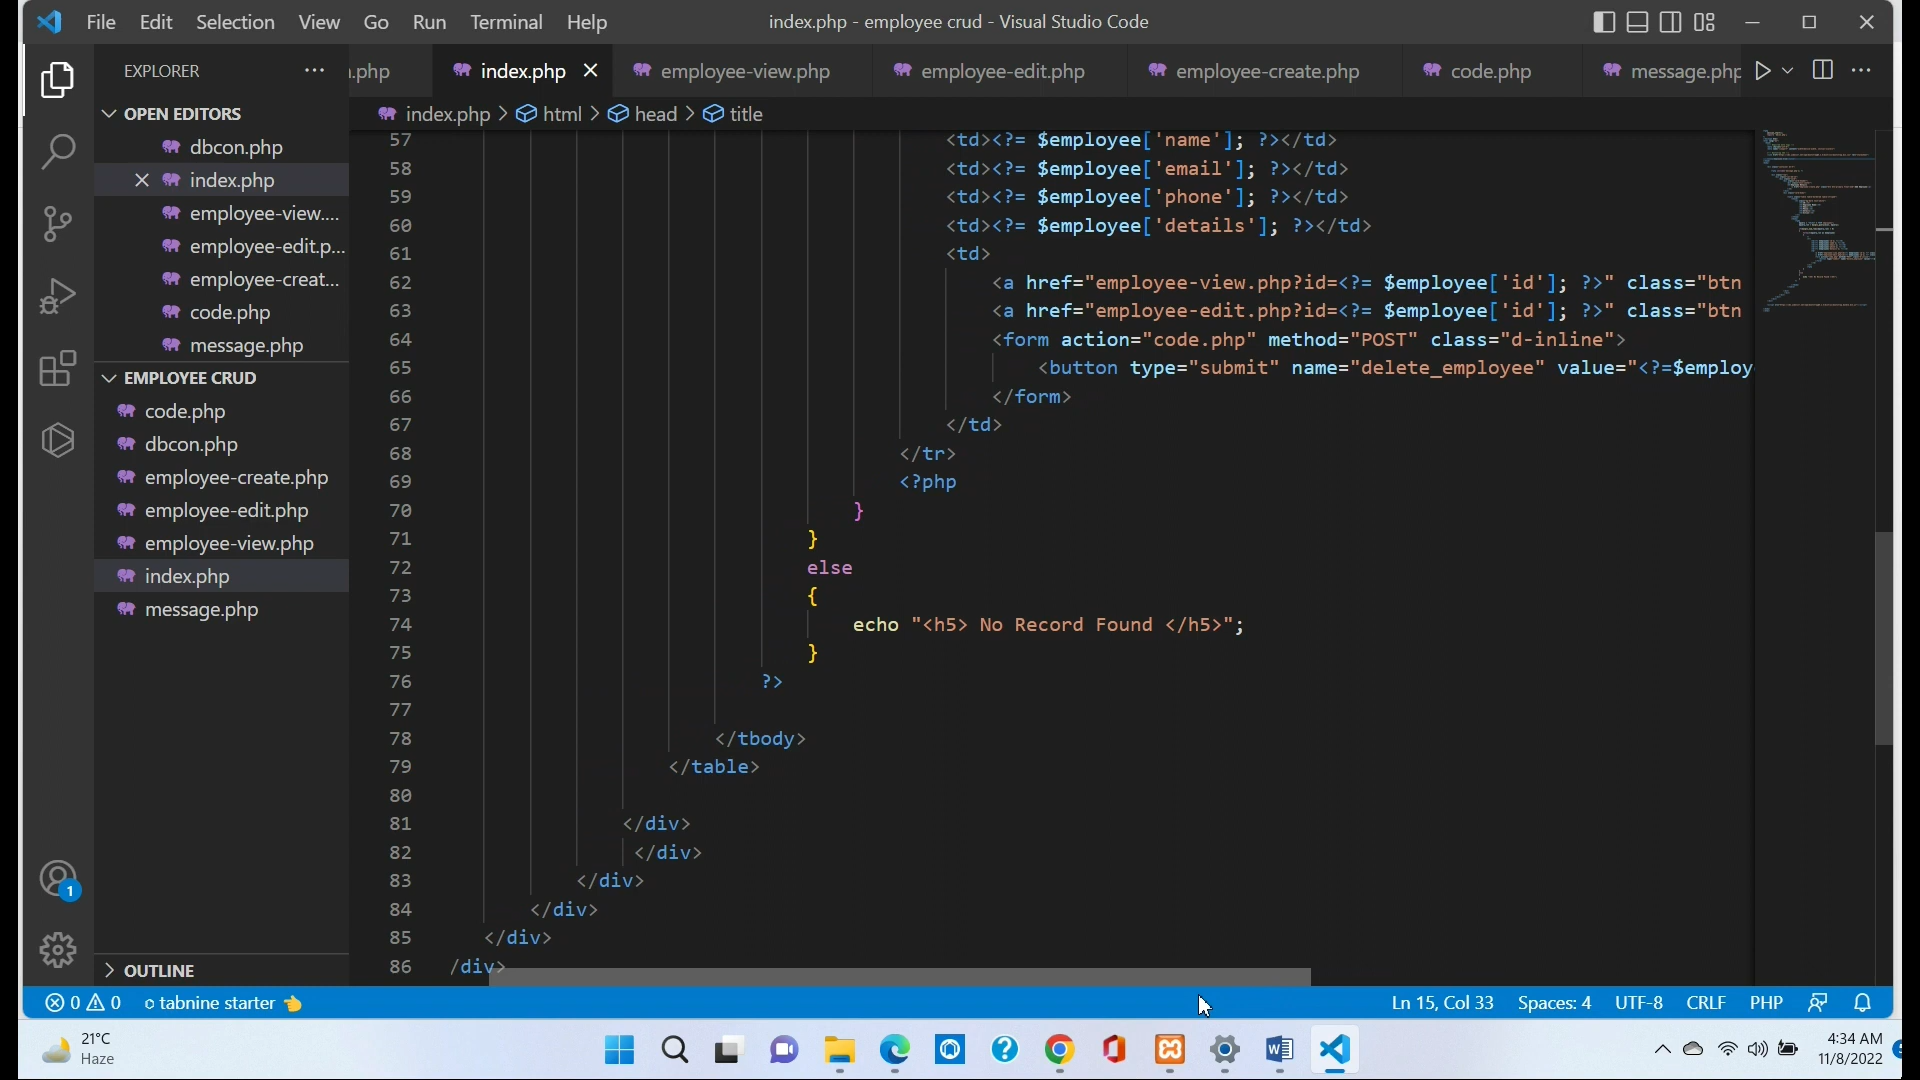 File Edit Selection View Go Run Terminal Help
index.php - employee crud - Visual Studio Code
EXPLORER
.php
index.php
employee-view.php
employee-edit.php
employee-create.php
code.php
message.php
OPEN EDITORS
dbcon.php
index.php
employee-view....
employee-edit.p...
employee-creat...
code.php
message.php
EMPLOYEE CRUD
code.php
dbcon.php
employee-create.php
employee-edit.php
employee-view.php
index.php
message.php
OUTLINE
index.php > html > head > title
57 <td><?= $employee['name']; ?></td>
58 <td><?= $employee['email']; ?></td>
59 <td><?= $employee['phone']; ?></td>
60 <td><?= $employee['details']; ?></td>
61 <td>
62 <a href="employee-view.php?id=<?= $employee['id']; ?>" class="btn
63 <a href="employee-edit.php?id=<?= $employee['id']; ?>" class="btn
64 <form action="code.php" method="POST" class="d-inline">
65 <button type="submit" name="delete_employee" value="<?=$employ
66 </form>
67 </td>
68 </tr>
69 <?php
70 }
71 }
72 else
73 {
74 echo "<h5> No Record Found </h5>";
75 }
76 ?>
77
78 </tbody>
79 </table>
80
81 </div>
82 </div>
83 </div>
84 </div>
85 </div>
86 /div>
1
0 0 tabnine starter
Ln 15, Col 33 Spaces: 4 UTF-8 CRLF PHP
21°C
Haze
4:34 AM
11/8/2022